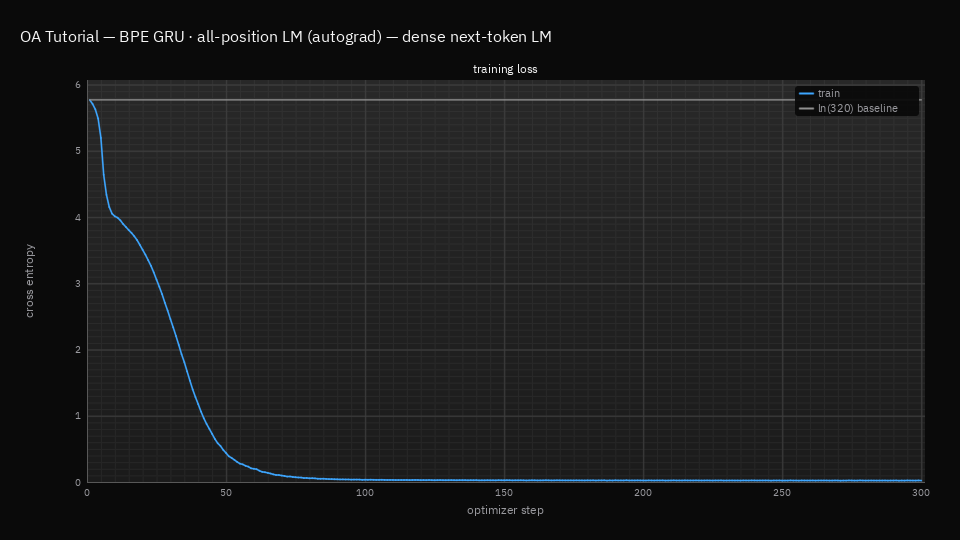 OA Tutorial — BPE GRU · all-position LM (autograd) — dense next-token LM
training loss
train
ln(320) baseline
6
5
4
3
2
1
0
cross entropy
0
50
100
150
200
250
300
optimizer step